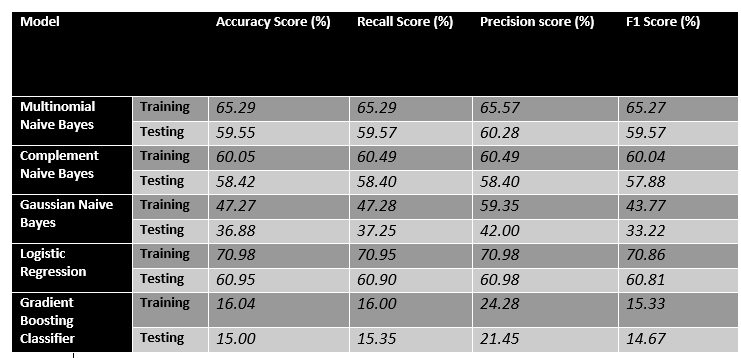 Model Accuracy Score (%) Recall Score (%) Precision score (%) F1 Score (%)
Multinomial Training 65.29 65.29 65.57 65.27
Naive Bayes Testing 59.55 59.57 60.28 59.57
Complement Training 60.05 60.49 60.49 60.04
Naive Bayes Testing 58.42 58.40 58.40 57.88
Gaussian Naive Training 47.27 47.28 59.35 43.77
Bayes Testing 36.88 37.25 42.00 33.22
Logistic Training 70.98 70.95 70.98 70.86
Regression Testing 60.95 60.90 60.98 60.81
Gradient Training 16.04 16.00 24.28 15.33
Boosting
Classifier Testing 15.00 15.35 21.45 14.67